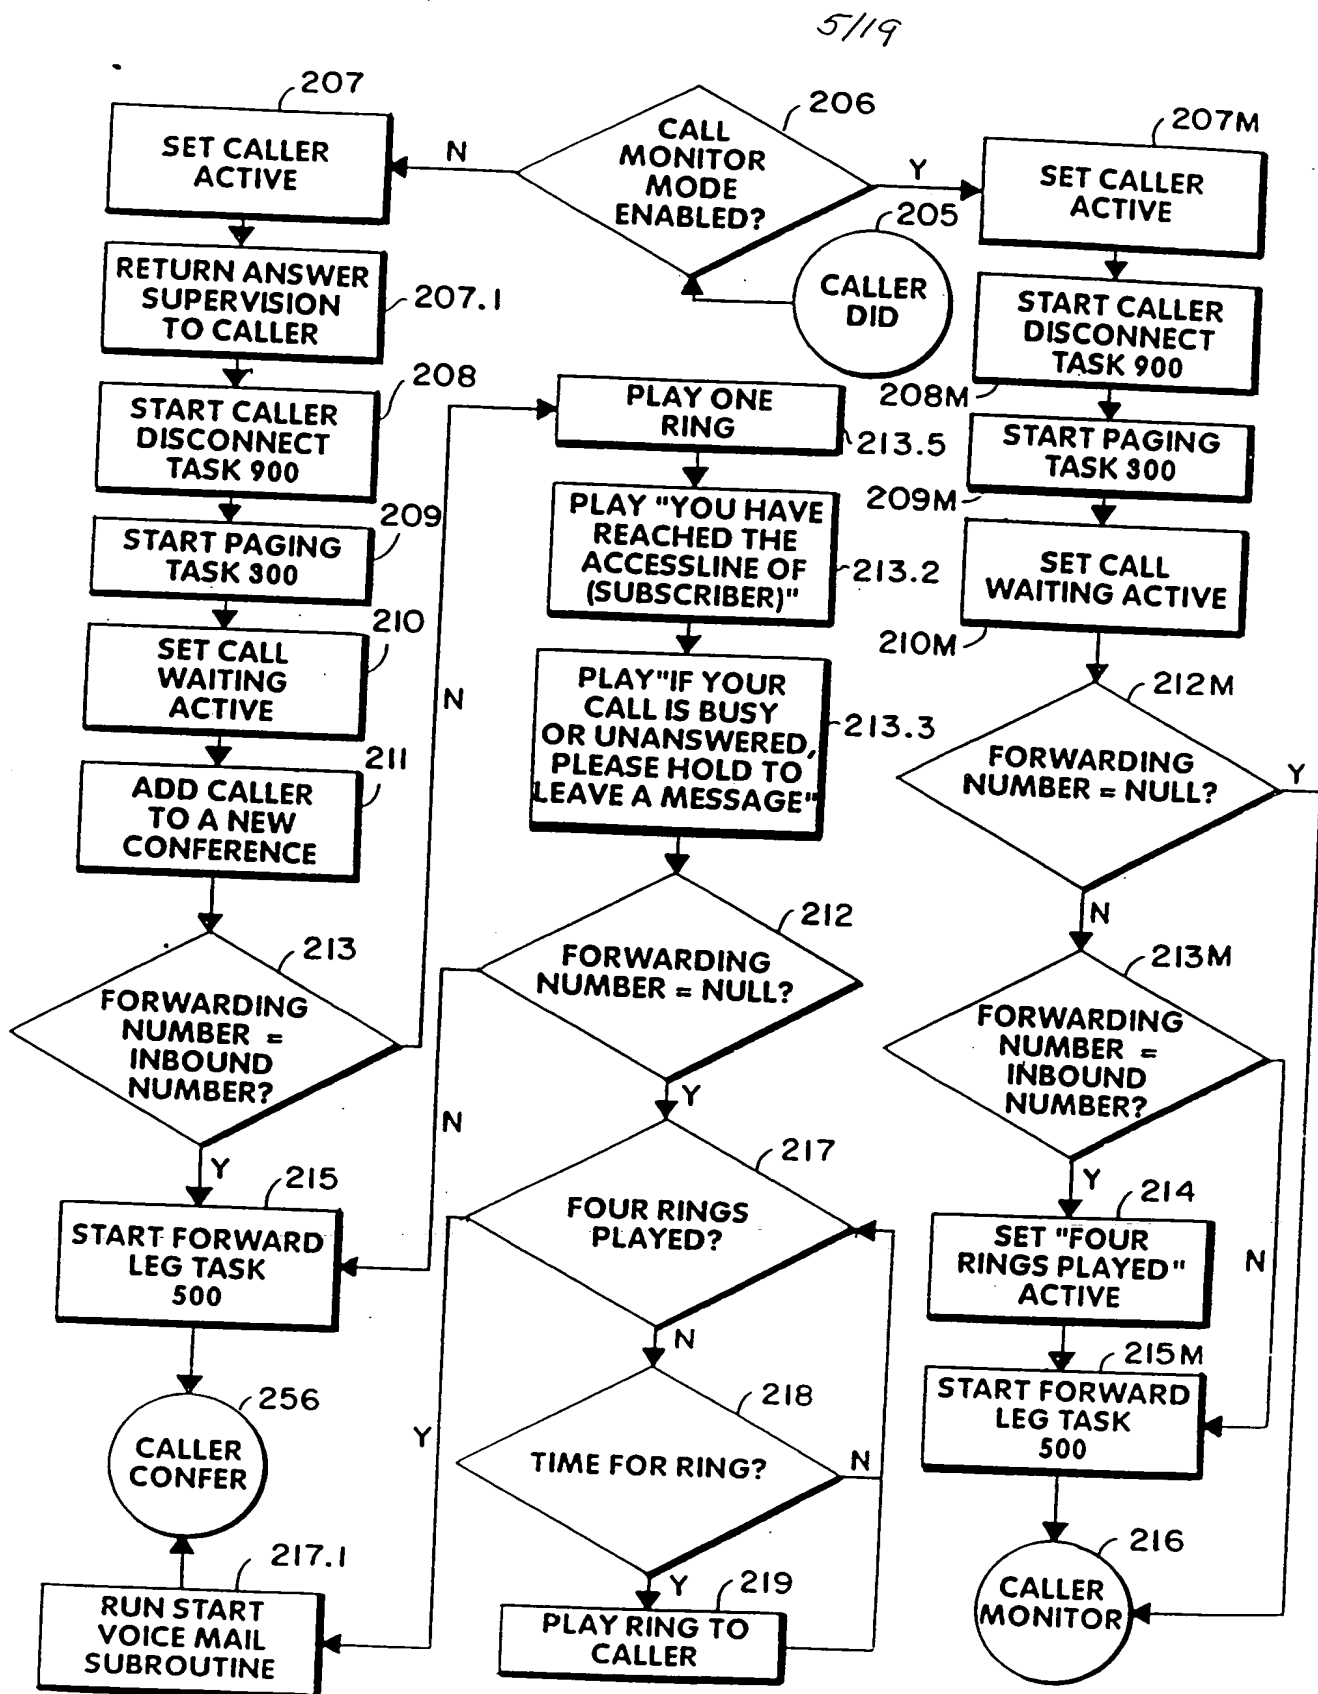 5/19
207
SET CALLER
ACTIVE
N
206
CALL
MONITOR
MODE
ENABLED?
Y
207M
SET CALLER
ACTIVE
205
CALLER
DID
RETURN ANSWER
SUPERVISION
TO CALLER
207.1
START CALLER
DISCONNECT
TASK 900
208M
208
START CALLER
DISCONNECT
TASK 900
PLAY ONE
RING
213.5
START PAGING
TASK 300
209M
209
START PAGING
TASK 300
PLAY "YOU HAVE
REACHED THE
ACCESSLINE OF
(SUBSCRIBER)"
213.2
SET CALL
WAITING ACTIVE
210M
210
SET CALL
WAITING
ACTIVE
N
PLAY"IF YOUR
CALL IS BUSY
OR UNANSWERED,
PLEASE HOLD TO
LEAVE A MESSAGE"
213.3
212M
FORWARDING
NUMBER = NULL?
Y
N
211
ADD CALLER
TO A NEW
CONFERENCE
213
FORWARDING
NUMBER =
INBOUND
NUMBER?
Y
212
FORWARDING
NUMBER = NULL?
N
Y
213M
FORWARDING
NUMBER =
INBOUND
NUMBER?
Y
N
215
START FORWARD
LEG TASK
500
217
FOUR RINGS
PLAYED?
Y
N
214
SET "FOUR
RINGS PLAYED"
ACTIVE
256
CALLER
CONFER
218
TIME FOR RING?
N
Y
215M
START FORWARD
LEG TASK
500
217.1
RUN START
VOICE MAIL
SUBROUTINE
219
PLAY RING TO
CALLER
216
CALLER
MONITOR